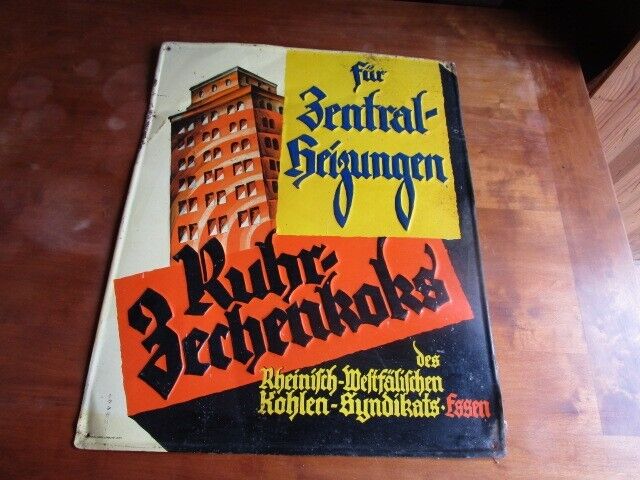 für
Zentral-
Heizungen
Ruhr-
Zechenkoks
des
Rheinisch-Westfälischen
Kohlen-Syndikats · Essen